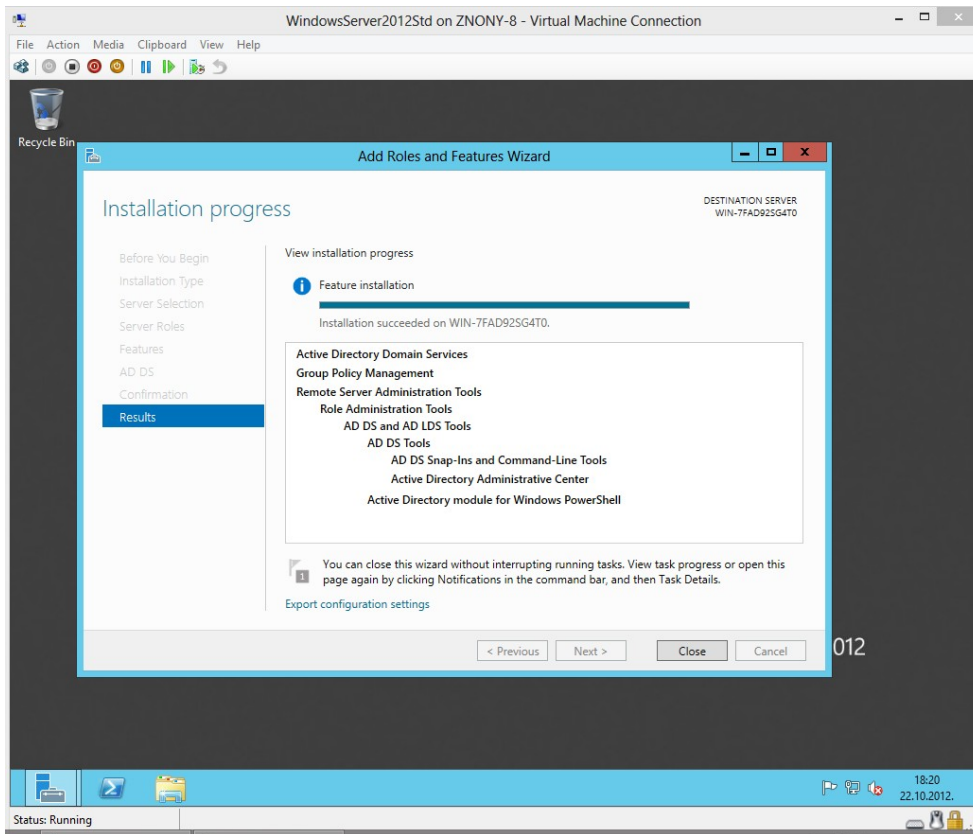 WindowsServer2012Std on ZNONY-8 - Virtual Machine Connection
File Action Media Clipboard View Help
Recycle Bin
Add Roles and Features Wizard
Installation progress
DESTINATION SERVER
WIN-7FAD92SG4T0
Before You Begin
Installation Type
Server Selection
Server Roles
Features
AD DS
Confirmation
Results
View installation progress
Feature installation
Installation succeeded on WIN-7FAD92SG4T0.
Active Directory Domain Services
Group Policy Management
Remote Server Administration Tools
Role Administration Tools
AD DS and AD LDS Tools
AD DS Tools
AD DS Snap-Ins and Command-Line Tools
Active Directory Administrative Center
Active Directory module for Windows PowerShell
1
You can close this wizard without interrupting running tasks. View task progress or open this
page again by clicking Notifications in the command bar, and then Task Details.
Export configuration settings
< Previous Next > Close Cancel
012
18:20
22.10.2012.
Status: Running